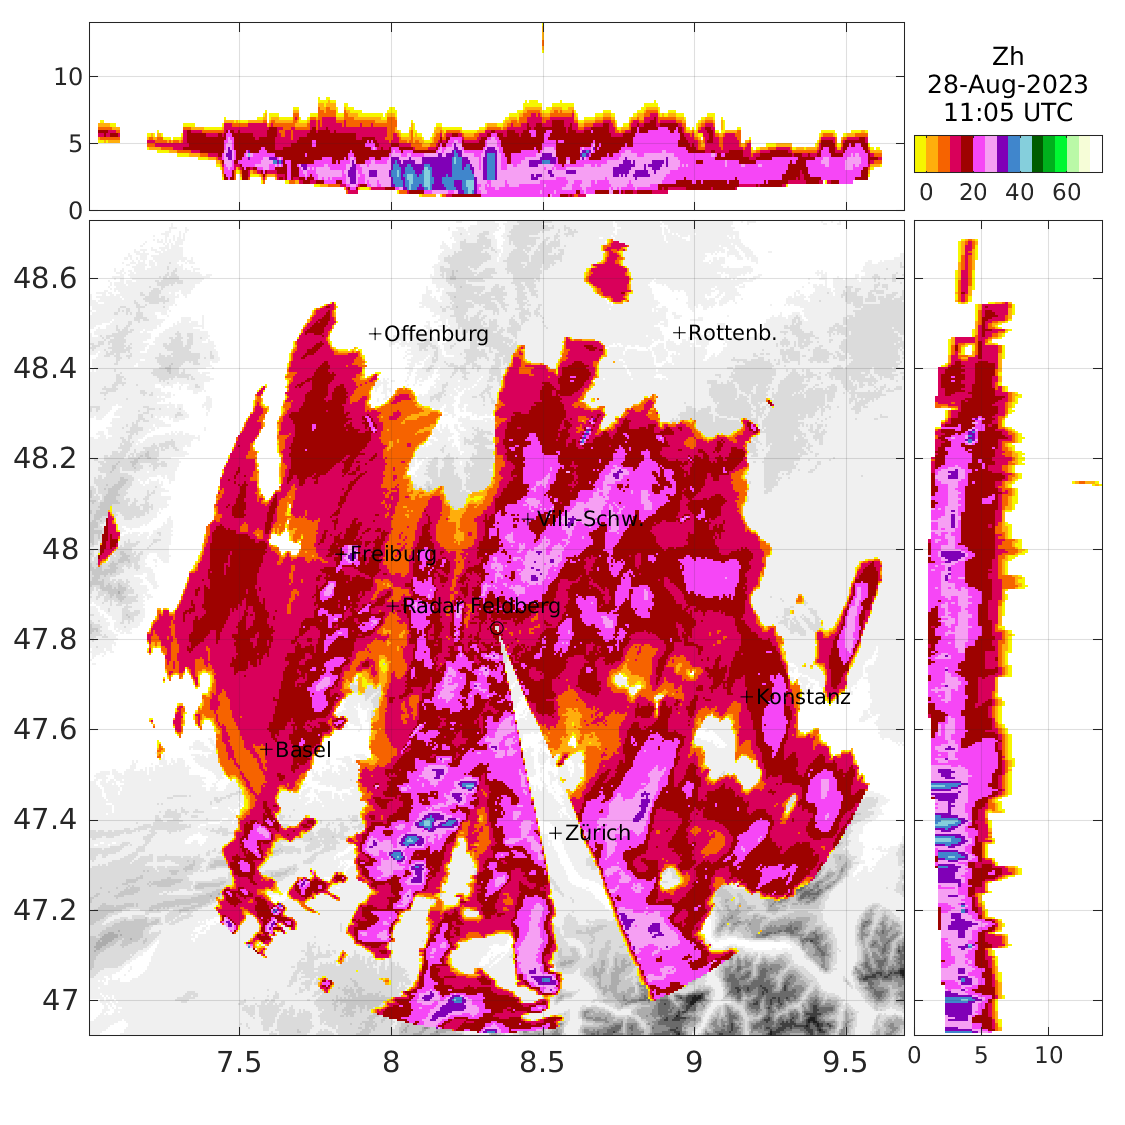 Zh
28-Aug-2023
11:05 UTC
0 20 40 60
10
5
0
48.6
+Offenburg
+Rottenb.
48.4
48.2
+Vill.-Schw.
48
+Freiburg
+Radar Feldberg
47.8
+Konstanz
47.6
+Basel
47.4
+Zürich
47.2
47
7.5 8 8.5 9 9.5
0 5 10